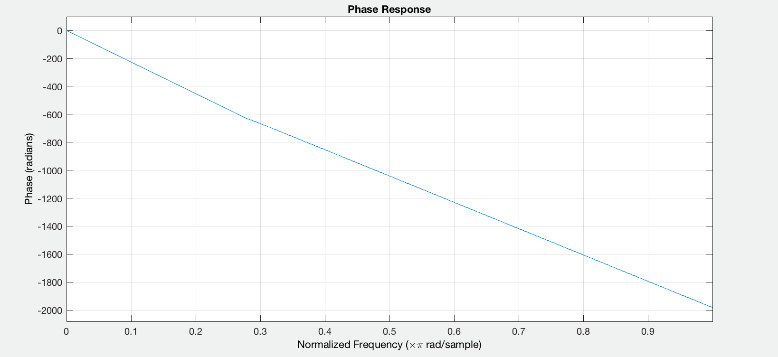 Phase Response
0
-200
-400
-600
-800
-1000
-1200
-1400
-1600
-1800
-2000
Phase (radians)
0 0.1 0.2 0.3 0.4 0.5 0.6 0.7 0.8 0.9
Normalized Frequency (×π rad/sample)